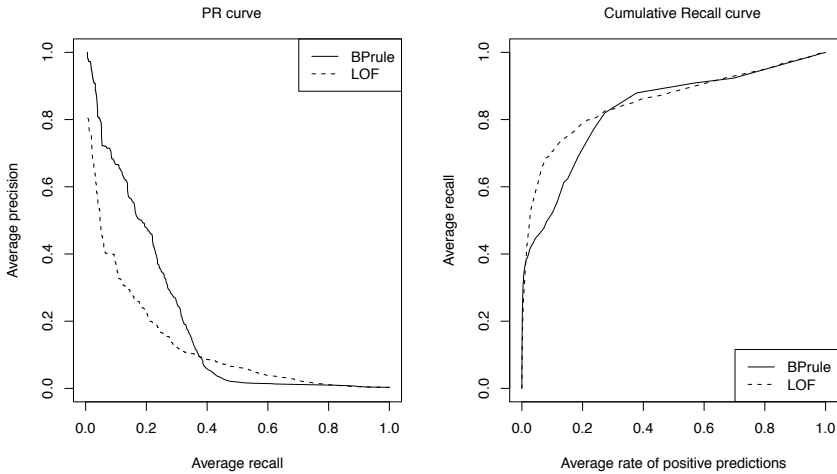 PR curve
BPrule
LOF
1.0
0.8
0.6
0.4
0.2
0.0
Average precision
0.0 0.2 0.4 0.6 0.8 1.0
Average recall
Cumulative Recall curve
1.0
0.8
0.6
0.4
0.2
0.0
Average recall
BPrule
LOF
0.0 0.2 0.4 0.6 0.8 1.0
Average rate of positive predictions